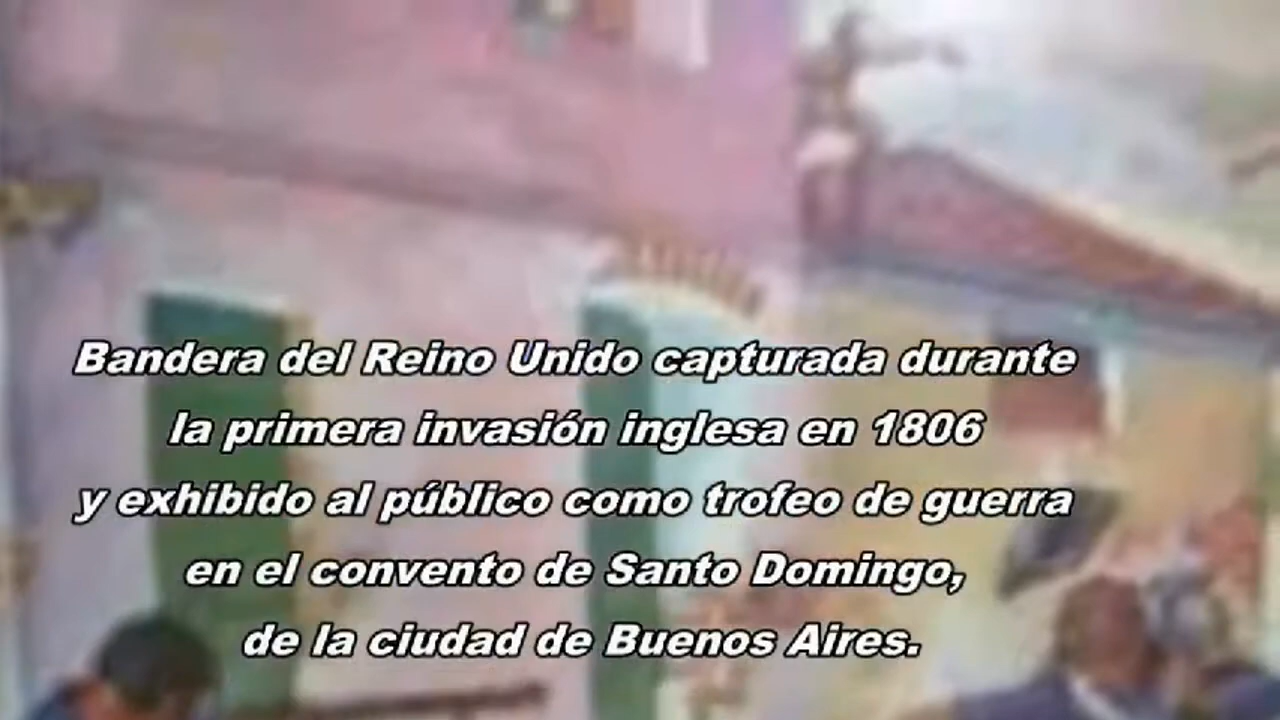 Bandera del Reino Unido capturada durante
la primera invasión inglesa en 1806
y exhibido al público como trofeo de guerra
en el convento de Santo Domingo,
de la ciudad de Buenos Aires.